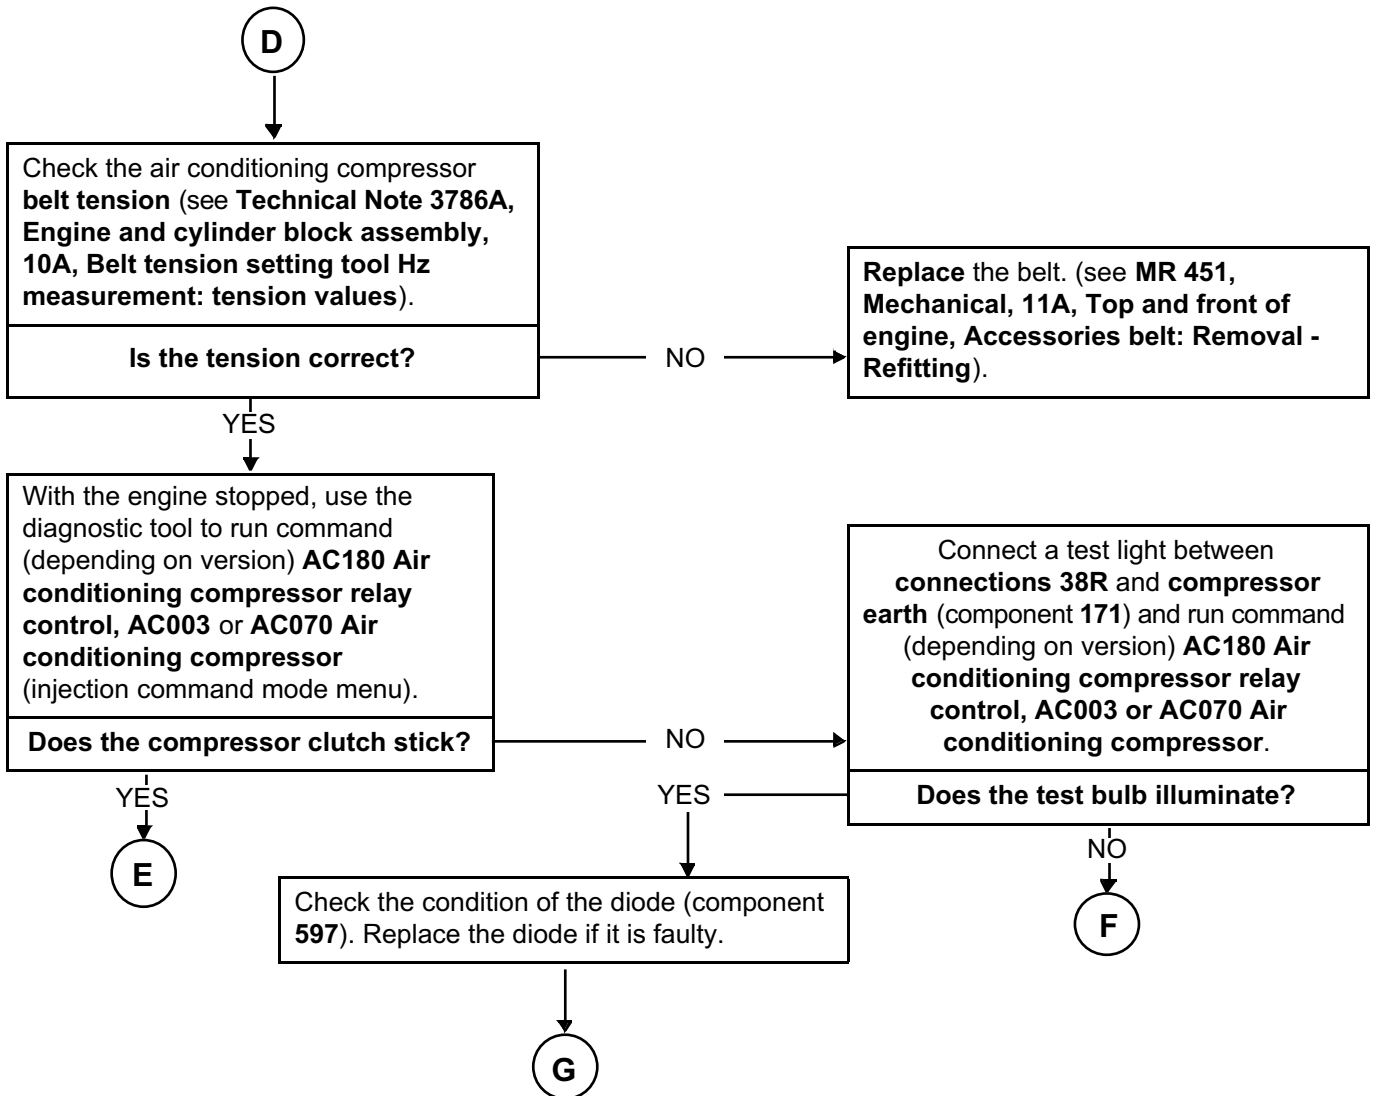 D
Check the air conditioning compressor
belt tension (see Technical Note 3786A,
Engine and cylinder block assembly,
10A, Belt tension setting tool Hz
measurement: tension values).
Is the tension correct?
NO
Replace the belt. (see MR 451,
Mechanical, 11A, Top and front of
engine, Accessories belt: Removal -
Refitting).
YES
With the engine stopped, use the
diagnostic tool to run command
(depending on version) AC180 Air
conditioning compressor relay
control, AC003 or AC070 Air
conditioning compressor
(injection command mode menu).
Does the compressor clutch stick?
NO
Connect a test light between
connections 38R and compressor
earth (component 171) and run command
(depending on version) AC180 Air
conditioning compressor relay
control, AC003 or AC070 Air
conditioning compressor.
Does the test bulb illuminate?
YES
E
YES
NO
F
Check the condition of the diode (component
597). Replace the diode if it is faulty.
G